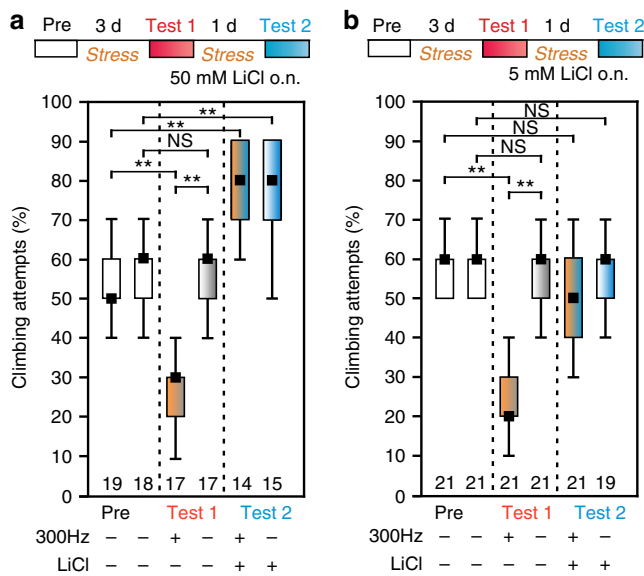 a
Pre 3 d Test 1 1 d Test 2
Stress Stress
50 mM LiCl o.n.
Climbing attempts (%)
100
90
80
70
60
50
40
30
20
10
0
**
**
NS
**
**
19 18 17 17 14 15
Pre Test 1 Test 2
300Hz − − + − + −
LiCl − − − − + +
b
Pre 3 d Test 1 1 d Test 2
Stress Stress
5 mM LiCl o.n.
Climbing attempts (%)
100
90
80
70
60
50
40
30
20
10
0
NS
NS
NS
**
**
21 21 21 21 21 19
Pre Test 1 Test 2
− − + − + −
− − − − + +